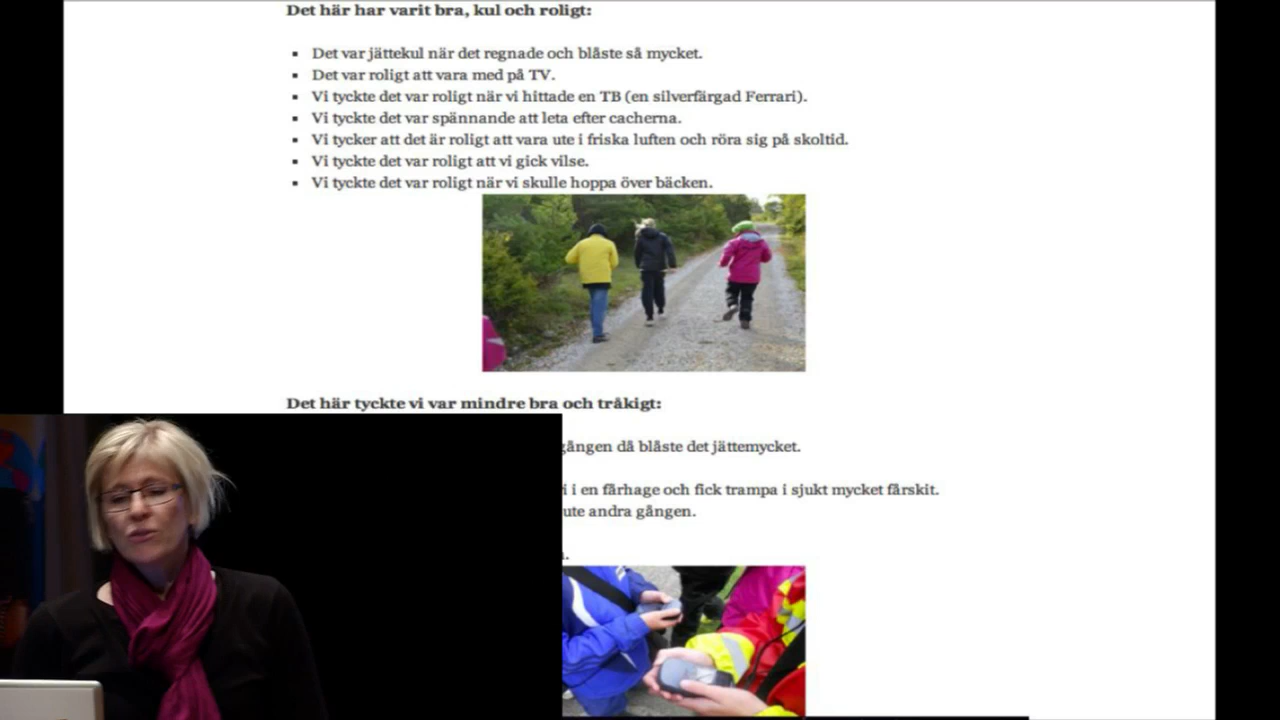 Det här har varit bra, kul och roligt:
Det var jättekul när det regnade och blåste så mycket.
Det var roligt att vara med på TV.
Vi tyckte det var roligt när vi hittade en TB (en silverfärgad Ferrari).
Vi tyckte det var spännande att leta efter cacherna.
Vi tycker att det är roligt att vara ute i friska luften och röra sig på skoltid.
Vi tyckte det var roligt att vi gick vilse.
Vi tyckte det var roligt när vi skulle hoppa över bäcken.
Det här tyckte vi var mindre bra och tråkigt:
gången då blåste det jättemycket.
i en fårhage och fick trampa i sjukt mycket fårskit.
ute andra gången.